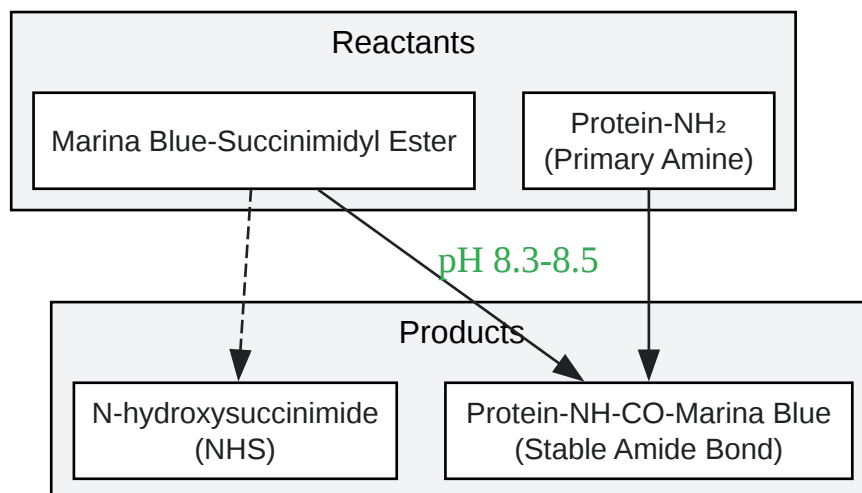 Reactants
Marina Blue-Succinimidyl Ester
Protein-NH₂
(Primary Amine)
pH 8.3-8.5
Products
N-hydroxysuccinimide
(NHS)
Protein-NH-CO-Marina Blue
(Stable Amide Bond)